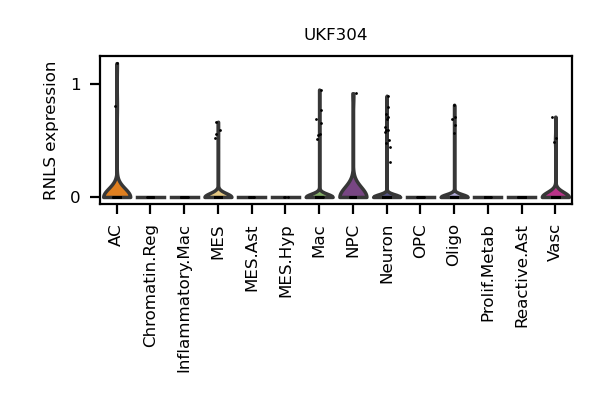 UKF304
RNLS expression
1
0
AC
Chromatin.Reg
Inflammatory.Mac
MES
MES.Ast
MES.Hyp
Mac
NPC
Neuron
OPC
Oligo
Prolif.Metab
Reactive.Ast
Vasc